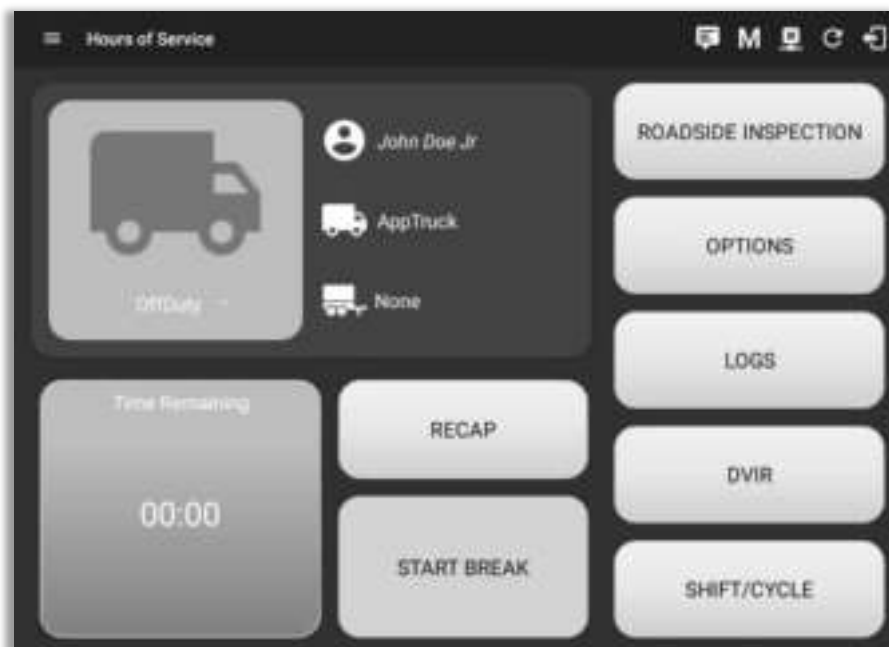 Hours of Service
M
John Doe Jr
AppTruck
None
OffDuty
Time Remaining
00:00
RECAP
START BREAK
ROADSIDE INSPECTION
OPTIONS
LOGS
DVIR
SHIFT/CYCLE